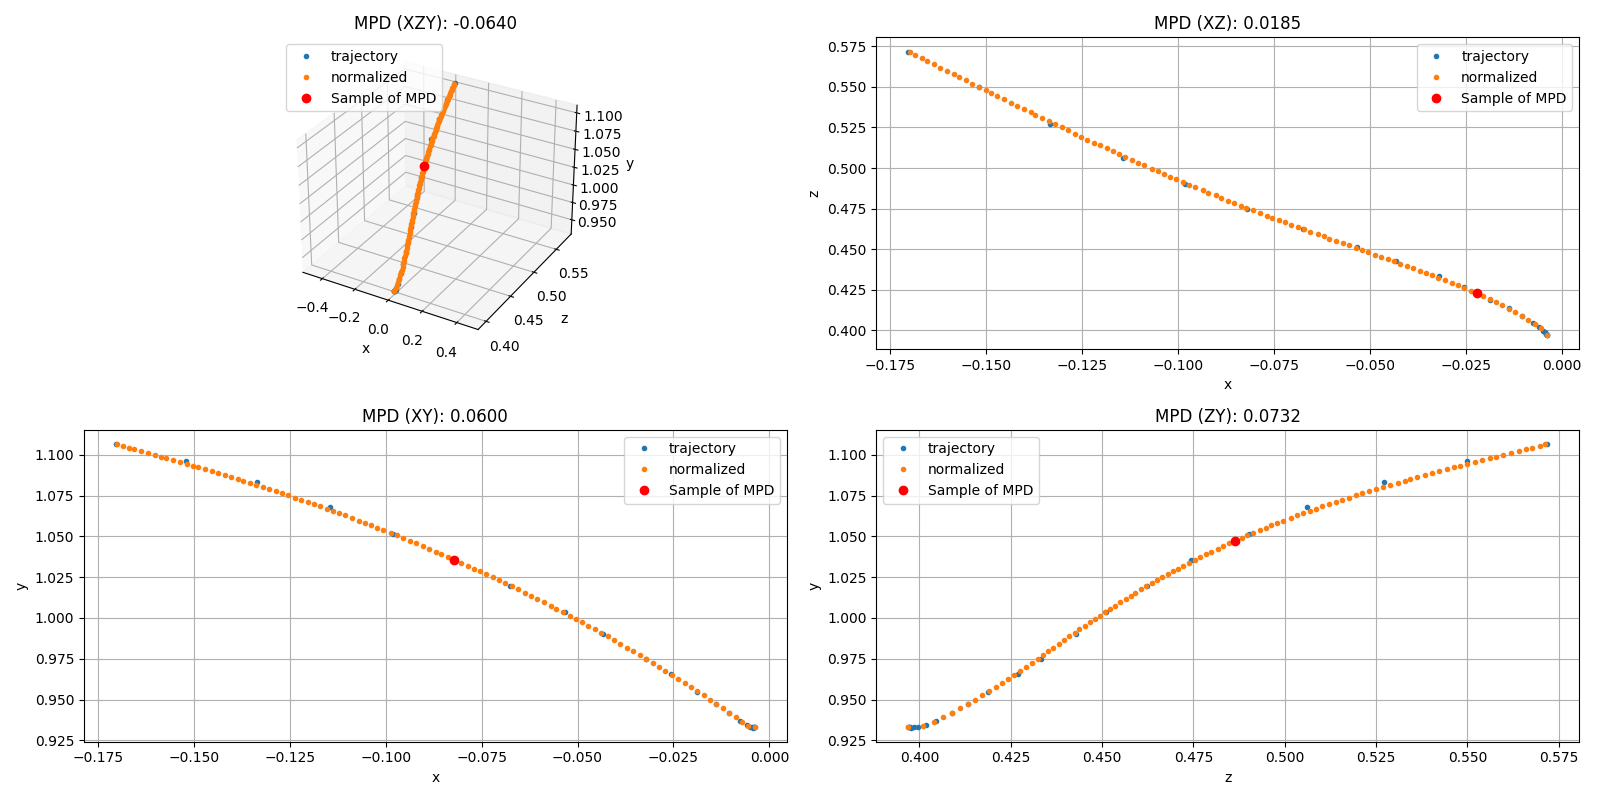 MPD (XZY): -0.0640
trajectory
normalized
Sample of MPD
1.100
1.075
1.050
1.025
1.000
0.975
0.950
y
−0.4
−0.2
0.0
0.2
0.4
x
0.40
0.45
0.50
0.55
z
MPD (XZ): 0.0185
trajectory
normalized
Sample of MPD
0.575
0.550
0.525
0.500
0.475
0.450
0.425
0.400
z
−0.175 −0.150 −0.125 −0.100 −0.075 −0.050 −0.025 0.000
x
MPD (XY): 0.0600
trajectory
normalized
Sample of MPD
1.100
1.075
1.050
1.025
1.000
0.975
0.950
0.925
y
−0.175 −0.150 −0.125 −0.100 −0.075 −0.050 −0.025 0.000
x
MPD (ZY): 0.0732
trajectory
normalized
Sample of MPD
1.100
1.075
1.050
1.025
1.000
0.975
0.950
0.925
y
0.400 0.425 0.450 0.475 0.500 0.525 0.550 0.575
z